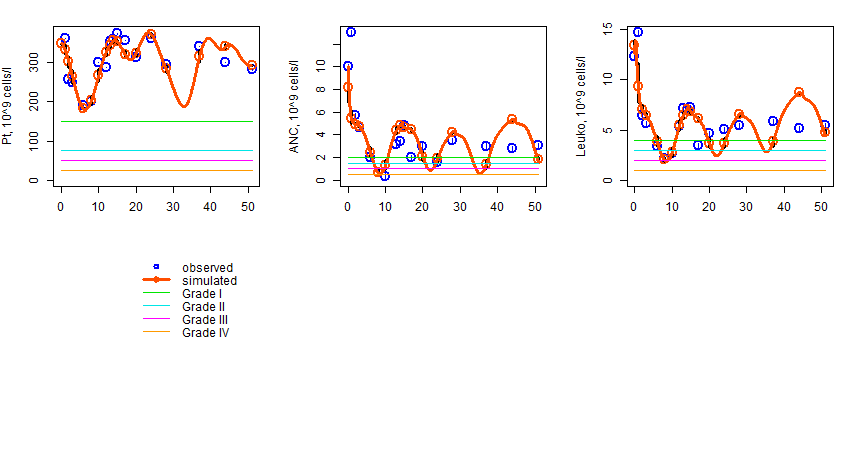 Pt, 10^9 cells/l
0 100 200 300
0 10 20 30 40 50
ANC, 10^9 cells/l
0 2 4 6 8 10
0 10 20 30 40 50
Leuko, 10^9 cells/l
0 5 10 15
0 10 20 30 40 50
observed
simulated
Grade I
Grade II
Grade III
Grade IV